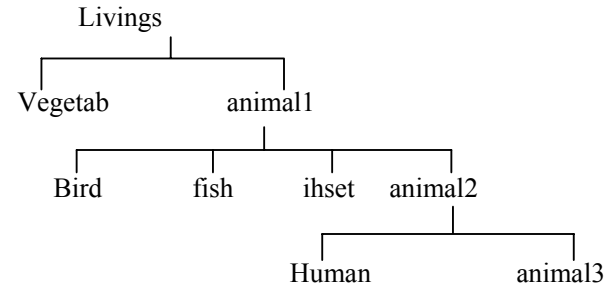 Livings
Vegetab animal1
Bird fish ihset animal2
Human animal3